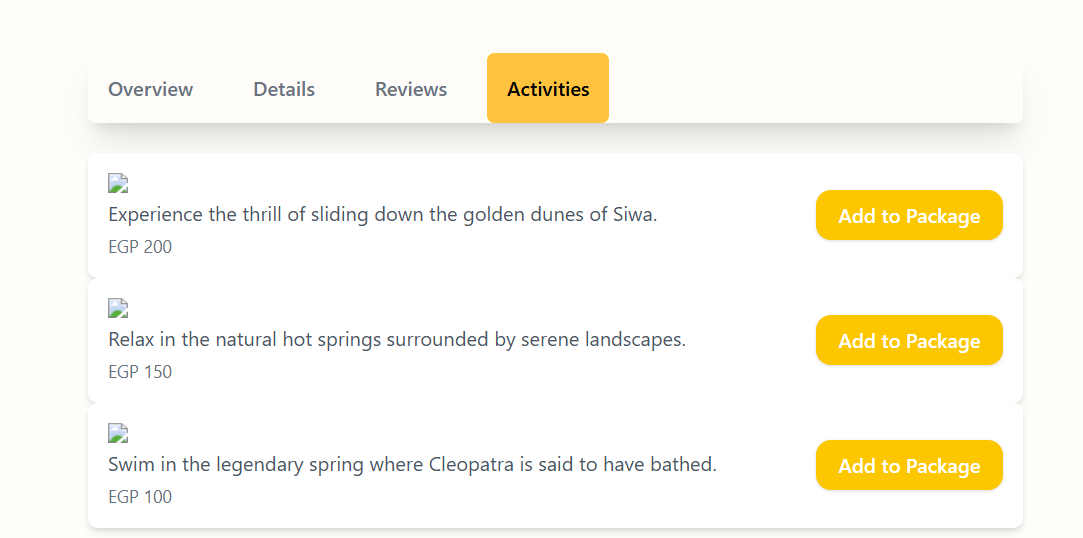 Overview Details Reviews Activities
Experience the thrill of sliding down the golden dunes of Siwa.
EGP 200
Add to Package
Relax in the natural hot springs surrounded by serene landscapes.
EGP 150
Add to Package
Swim in the legendary spring where Cleopatra is said to have bathed.
EGP 100
Add to Package